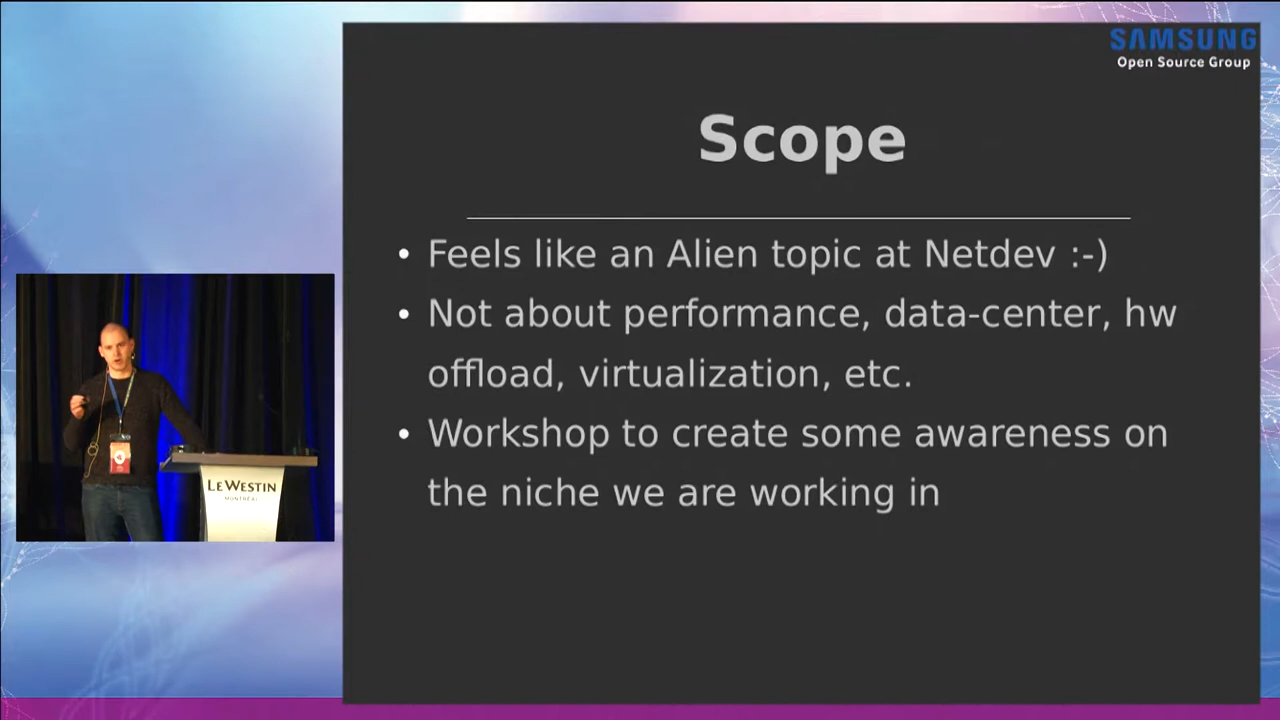 SAMSUNG
Open Source Group
Scope
• Feels like an Alien topic at Netdev :-)
• Not about performance, data-center, hw
offload, virtualization, etc.
• Workshop to create some awareness on
the niche we are working in
LE WESTIN
MONTRÉAL